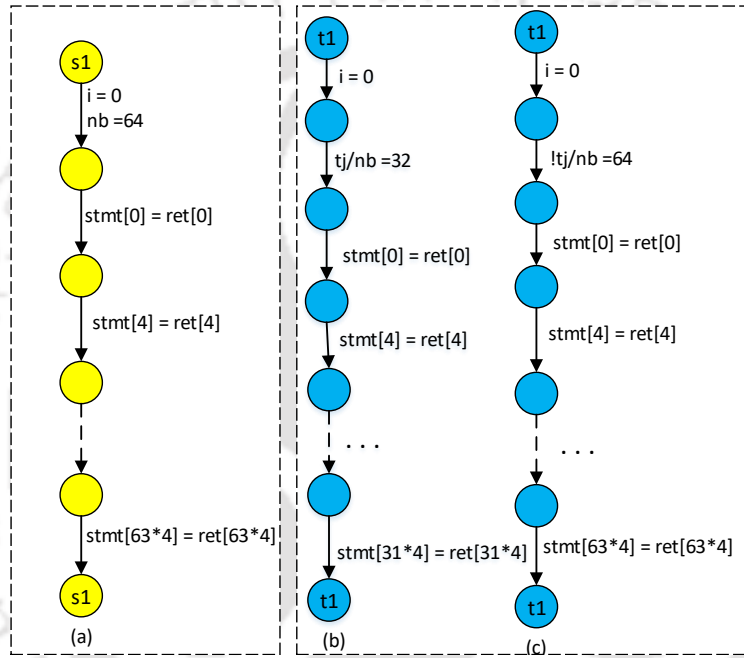 s1
i = 0
nb =64
stmt[0] = ret[0]
stmt[4] = ret[4]
stmt[63*4] = ret[63*4]
s1
(a)
t1
i = 0
tj/nb =32
stmt[0] = ret[0]
stmt[4] = ret[4]
. . .
stmt[31*4] = ret[31*4]
t1
(b)
t1
i = 0
!tj/nb =64
stmt[0] = ret[0]
stmt[4] = ret[4]
. . .
stmt[63*4] = ret[63*4]
t1
(c)